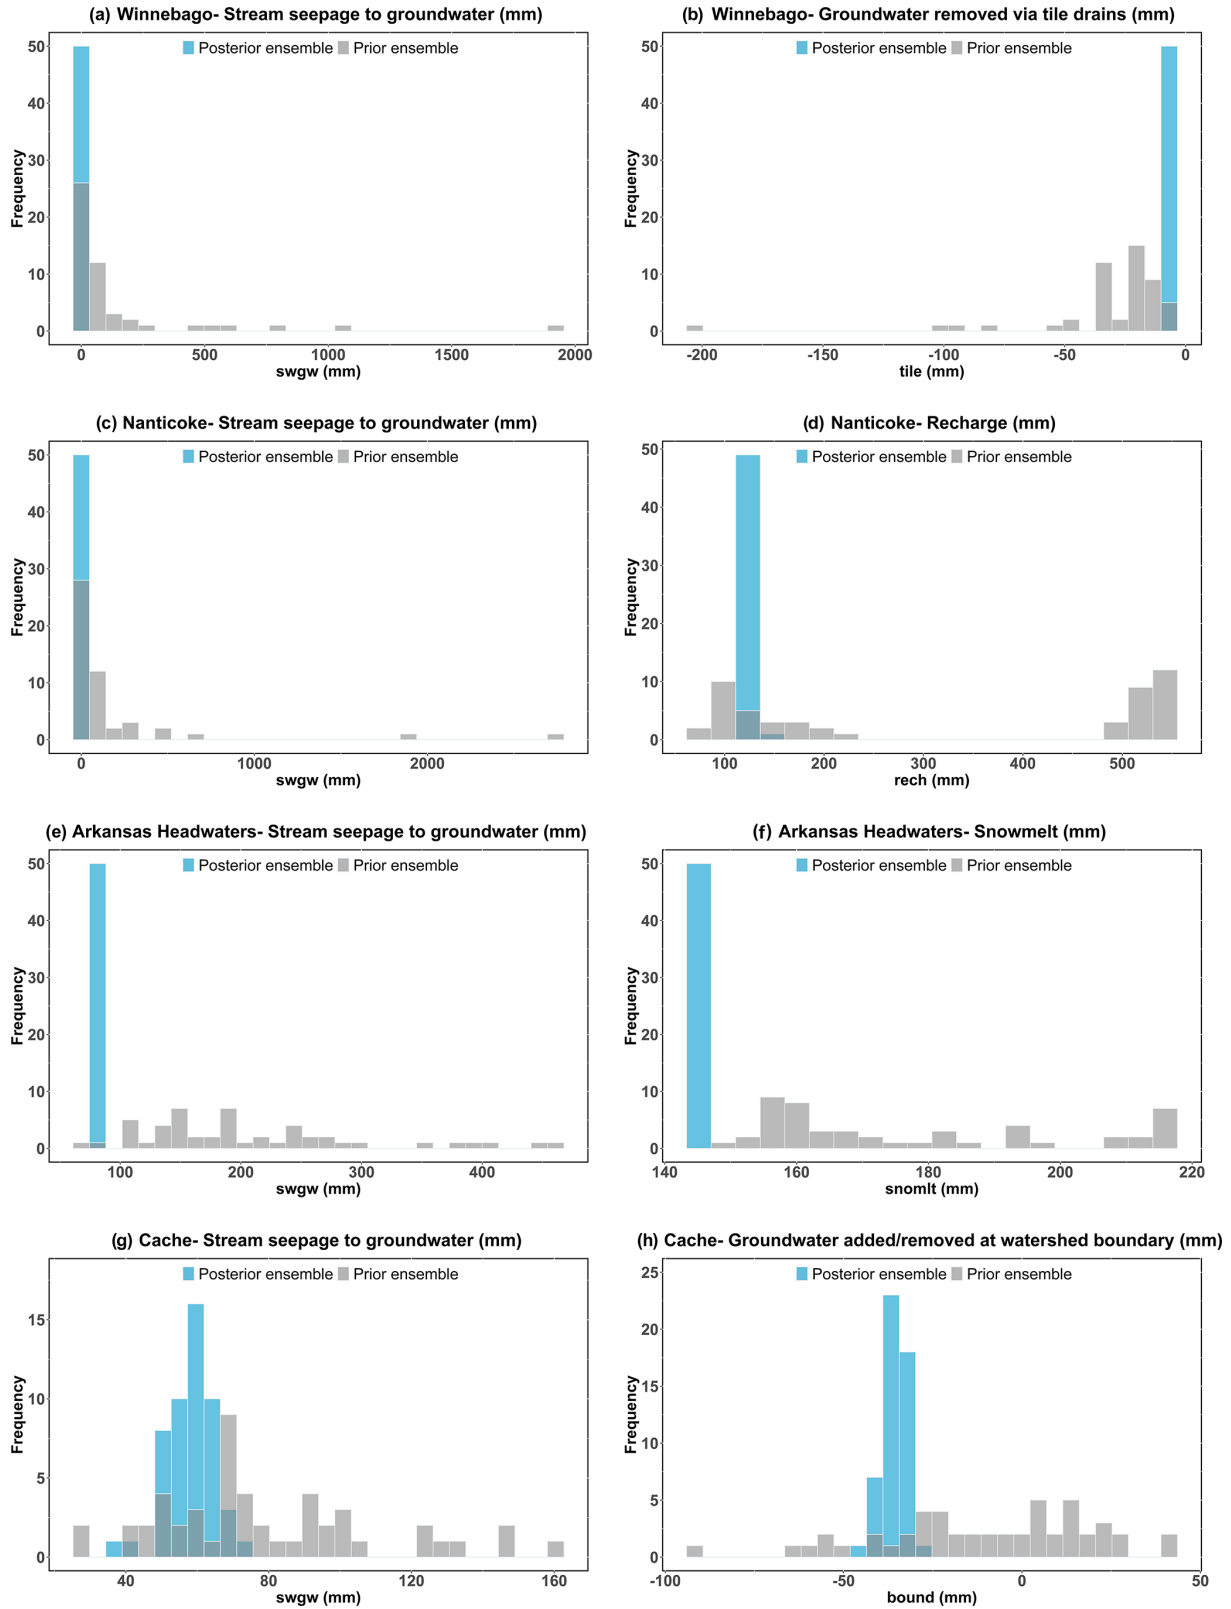 (a) Winnebago- Stream seepage to groundwater (mm)
Posterior ensemble Prior ensemble
Frequency
50
40
30
20
10
0
0 500 1000 1500 2000
swgw (mm)
(b) Winnebago- Groundwater removed via tile drains (mm)
Posterior ensemble Prior ensemble
Frequency
50
40
30
20
10
0
-200 -150 -100 -50 0
tile (mm)
(c) Nanticoke- Stream seepage to groundwater (mm)
Posterior ensemble Prior ensemble
Frequency
50
40
30
20
10
0
0 1000 2000
swgw (mm)
(d) Nanticoke- Recharge (mm)
Posterior ensemble Prior ensemble
Frequency
50
40
30
20
10
0
100 200 300 400 500
rech (mm)
(e) Arkansas Headwaters- Stream seepage to groundwater (mm)
Posterior ensemble Prior ensemble
Frequency
50
40
30
20
10
0
100 200 300 400
swgw (mm)
(f) Arkansas Headwaters- Snowmelt (mm)
Posterior ensemble Prior ensemble
Frequency
50
40
30
20
10
0
140 160 180 200 220
snomlt (mm)
(g) Cache- Stream seepage to groundwater (mm)
Posterior ensemble Prior ensemble
Frequency
15
10
5
0
40 80 120 160
swgw (mm)
(h) Cache- Groundwater added/removed at watershed boundary (mm)
Posterior ensemble Prior ensemble
Frequency
25
20
15
10
5
0
-100 -50 0 50
bound (mm)